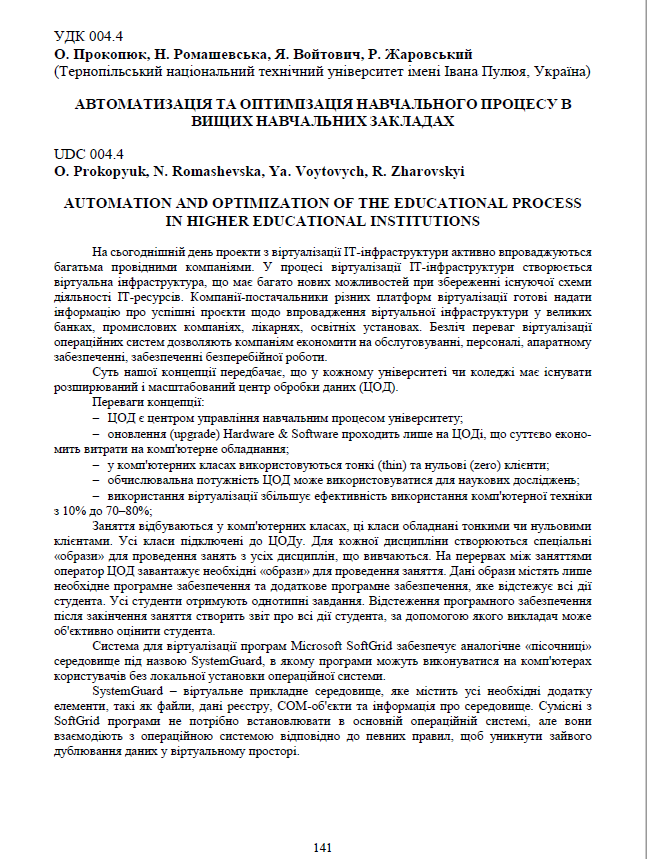 УДК 004.4
О. Прокопюк, Н. Ромашевська, Я. Войтович, Р. Жаровський
(Тернопільський національний технічний університет імені Івана Пулюя, Україна)
АВТОМАТИЗАЦІЯ ТА ОПТИМІЗАЦІЯ НАВЧАЛЬНОГО ПРОЦЕСУ В
ВИЩИХ НАВЧАЛЬНИХ ЗАКЛАДАХ
UDC 004.4
O. Prokopyuk, N. Romashevska, Ya. Voytovych, R. Zharovskyi
AUTOMATION AND OPTIMIZATION OF THE EDUCATIONAL PROCESS
IN HIGHER EDUCATIONAL INSTITUTIONS
На сьогоднішній день проекти з віртуалізації ІТ-інфраструктури активно впроваджуються
багатьма провідними компаніями. У процесі віртуалізації ІТ-інфраструктури створюється
віртуальна інфраструктура, що має багато нових можливостей при збереженні існуючої схеми
діяльності ІТ-ресурсів. Компанії-постачальники різних платформ віртуалізації готові надати
інформацію про успішні проєкти щодо впровадження віртуальної інфраструктури у великих
банках, промислових компаніях, лікарнях, освітніх установах. Безліч переваг віртуалізації
операційних систем дозволяють компаніям економити на обслуговуванні, персоналі, апаратному
забезпеченні, забезпеченні безперебійної роботи.
Суть нашої концепції передбачає, що у кожному університеті чи коледжі має існувати
розширюваний і масштабований центр обробки даних (ЦОД).
Переваги концепції:
– ЦОД є центром управління навчальним процесом університету;
– оновлення (upgrade) Hardware & Software проходить лише на ЦОДі, що суттєво еконо-
мить витрати на комп'ютерне обладнання;
– у комп'ютерних класах використовуються тонкі (thin) та нульові (zero) клієнти;
– обчислювальна потужність ЦОД може використовуватися для наукових досліджень;
– використання віртуалізації збільшує ефективність використання комп'ютерної техніки
з 10% до 70–80%;
Заняття відбуваються у комп'ютерних класах, ці класи обладнані тонкими чи нульовими
клієнтами. Усі класи підключені до ЦОДу. Для кожної дисципліни створюються спеціальні
«образи» для проведення занять з усіх дисциплін, що вивчаються. На перервах між заняттями
оператор ЦОД завантажує необхідні «образи» для проведення заняття. Дані образи містять лише
необхідне програмне забезпечення та додаткове програмне забезпечення, яке відстежує всі дії
студента. Усі студенти отримують однотипні завдання. Відстеження програмного забезпечення
після закінчення заняття створить звіт про всі дії студента, за допомогою якого викладач може
об'єктивно оцінити студента.
Система для віртуалізації програм Microsoft SoftGrid забезпечує аналогічне «пісочниці»
середовище під назвою SystemGuard, в якому програми можуть виконуватися на комп'ютерах
користувачів без локальної установки операційної системи.
SystemGuard – віртуальне прикладне середовище, яке містить усі необхідні додатку
елементи, такі як файли, дані реєстру, COM-об'єкти та інформація про середовище. Сумісні з
SoftGrid програми не потрібно встановлювати в основній операційній системі, але вони
взаємодіють з операційною системою відповідно до певних правил, щоб уникнути зайвого
дублювання даних у віртуальному просторі.
141